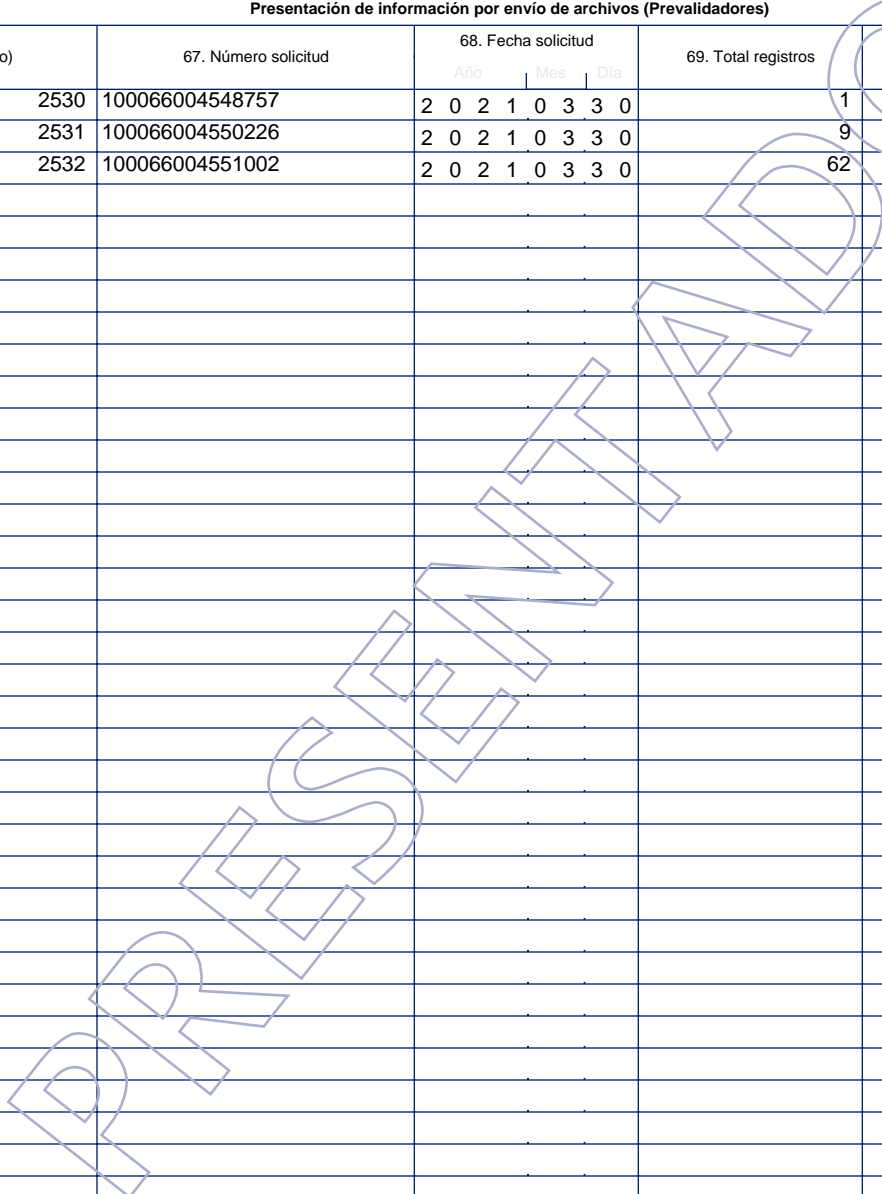 Presentación de información por envío de archivos (Prevalidadores)
o) 67. Número solicitud 68. Fecha solicitud 69. Total registros
Año Mes Día
2530 100066004548757 2 0 2 1 0 3 3 0 1
2531 100066004550226 2 0 2 1 0 3 3 0 9
2532 100066004551002 2 0 2 1 0 3 3 0 62
PRESENTADO